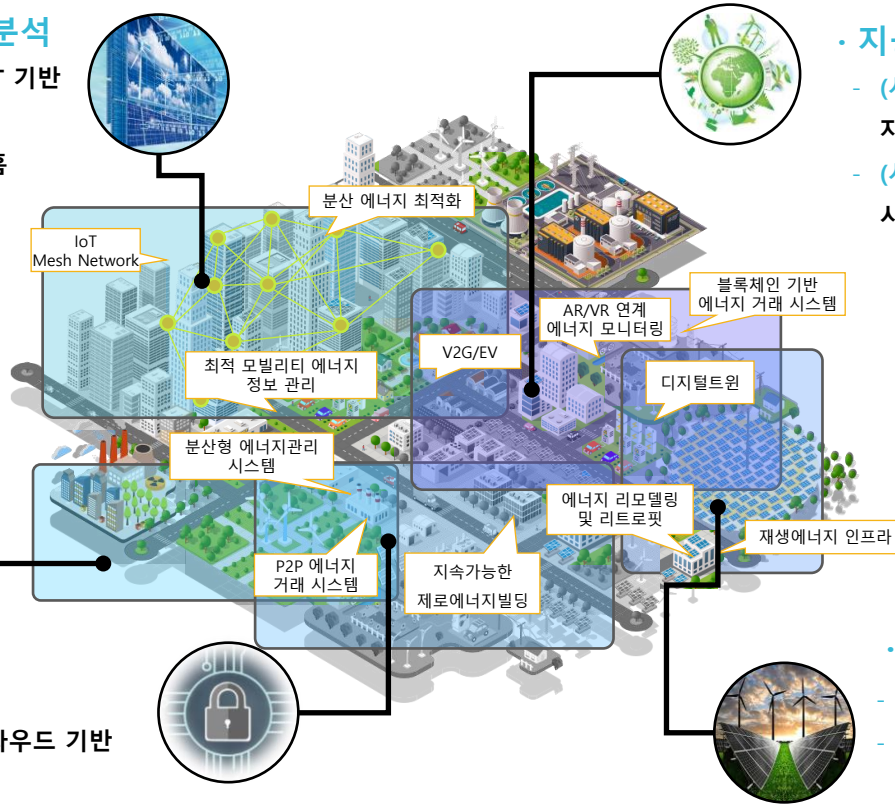 분석
기반
· 지
분산 에너지 최적화
IoT
Mesh Network
블록체인 기반
에너지 거래 시스템
AR/VR 연계
에너지 모니터링
V2G/EV
최적 모빌리티 에너지
정보 관리
디지털트윈
분산형 에너지관리
시스템
에너지 리모델링
및 리트로핏
재생에너지 인프라
P2P 에너지
거래 시스템
지속가능한
제로에너지빌딩
우드 기반